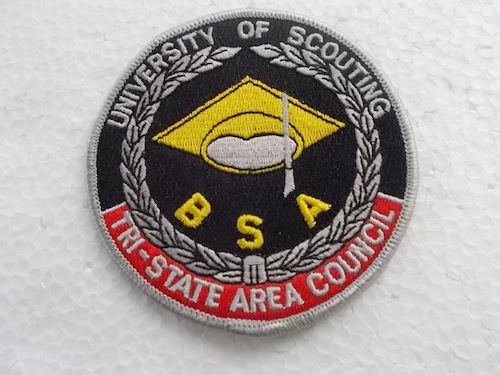 UNIVERSITY OF SCOUTING
BSA
TRI-STATE AREA COUNCIL